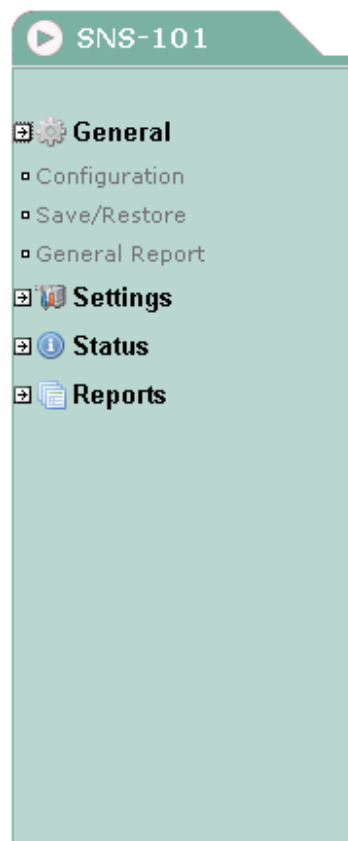 SNS-101
General
Configuration
Save/Restore
General Report
Settings
Status
Reports